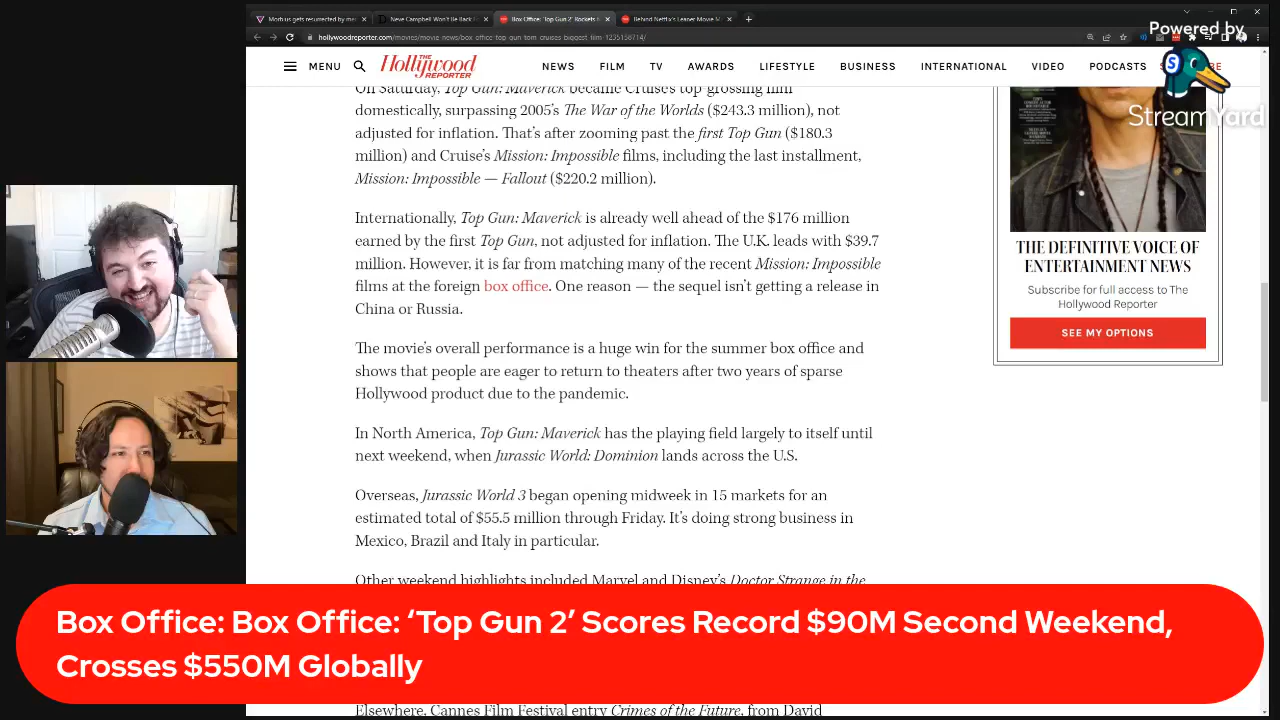 Morbius gets resurrected by me
Neve Campbell Won't Be Back F
Box Office: 'Top Gun 2' Rockets
Behind Netflix's Leaner Movie M
hollywoodreporter.com/movies/movie-news/box-office-top-gun-tom-cruises-biggest-film-1235158714/
Powered by
StreamYard
MENU
THE Hollywood REPORTER
NEWS FILM TV AWARDS LIFESTYLE BUSINESS INTERNATIONAL VIDEO PODCASTS
On Saturday, Top Gun: Maverick became Cruise's top-grossing film
domestically, surpassing 2005's The War of the Worlds ($243.3 million), not
adjusted for inflation. That's after zooming past the first Top Gun ($180.3
million) and Cruise's Mission: Impossible films, including the last installment,
Mission: Impossible — Fallout ($220.2 million).
Internationally, Top Gun: Maverick is already well ahead of the $176 million
earned by the first Top Gun, not adjusted for inflation. The U.K. leads with $39.7
million. However, it is far from matching many of the recent Mission: Impossible
films at the foreign box office. One reason — the sequel isn't getting a release in
China or Russia.
The movie's overall performance is a huge win for the summer box office and
shows that people are eager to return to theaters after two years of sparse
Hollywood product due to the pandemic.
In North America, Top Gun: Maverick has the playing field largely to itself until
next weekend, when Jurassic World: Dominion lands across the U.S.
Overseas, Jurassic World 3 began opening midweek in 15 markets for an
estimated total of $55.5 million through Friday. It's doing strong business in
Mexico, Brazil and Italy in particular.
Other weekend highlights included Marvel and Disney's Doctor Strange in the
Elsewhere, Cannes Film Festival entry Crimes of the Future, from David
THE DEFINITIVE VOICE OF
ENTERTAINMENT NEWS
Subscribe for full access to The
Hollywood Reporter
SEE MY OPTIONS
Box Office: Box Office: ‘Top Gun 2’ Scores Record $90M Second Weekend,
Crosses $550M Globally